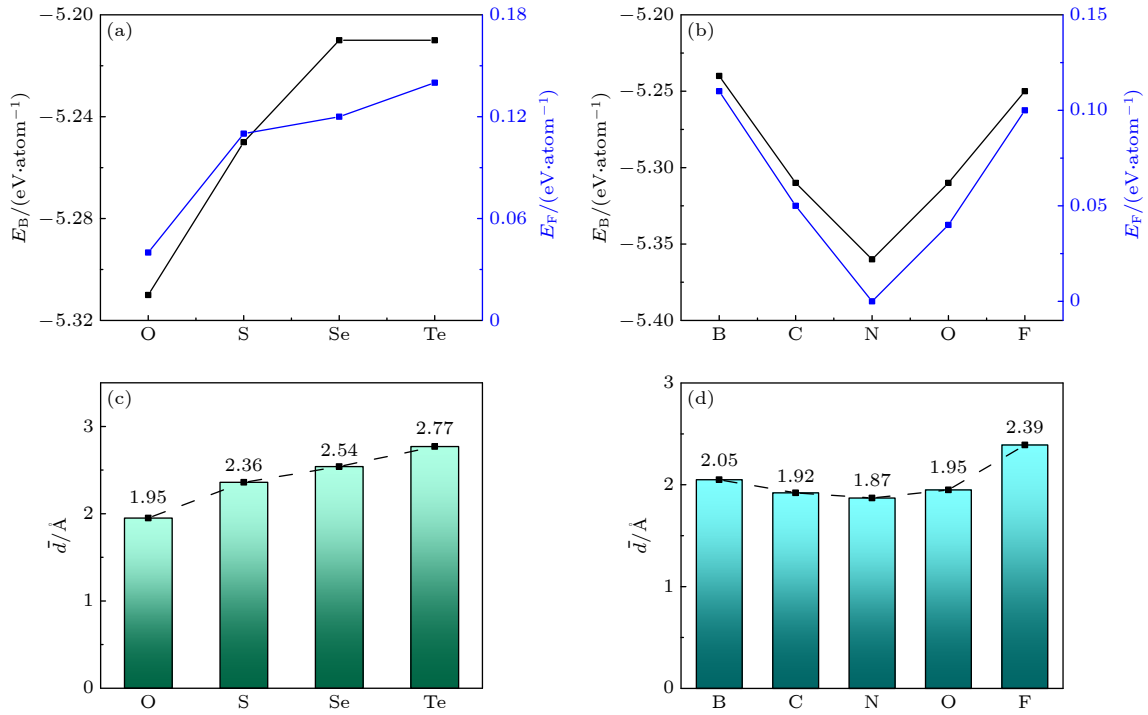 (a)
−5.20
−5.24
−5.28
−5.32
E_B/(eV·atom⁻¹)
0.18
0.12
0.06
0
E_F/(eV·atom⁻¹)
O S Se Te
(b)
−5.20
−5.25
−5.30
−5.35
−5.40
E_B/(eV·atom⁻¹)
0.15
0.10
0.05
0
E_F/(eV·atom⁻¹)
B C N O F
(c)
3
2
1
0
d̄/Å
1.95 2.36 2.54 2.77
O S Se Te
(d)
3
2
1
0
d̄/Å
2.05 1.92 1.87 1.95 2.39
B C N O F